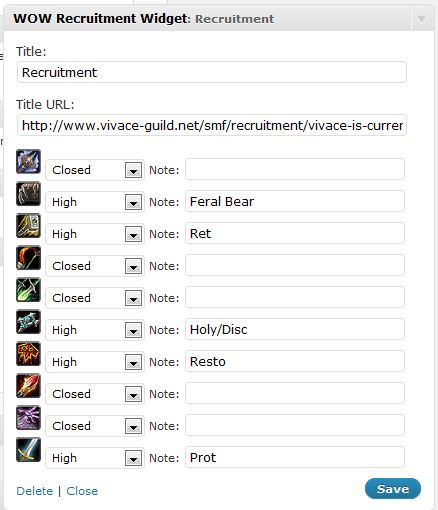 WOW Recruitment Widget: Recruitment
Title:
Recruitment
Title URL:
http://www.vivace-guild.net/smf/recruitment/vivace-is-currer
Closed Note:
High Note: Feral Bear
High Note: Ret
Closed Note:
Closed Note:
High Note: Holy/Disc
High Note: Resto
Closed Note:
Closed Note:
High Note: Prot
Delete | Close Save